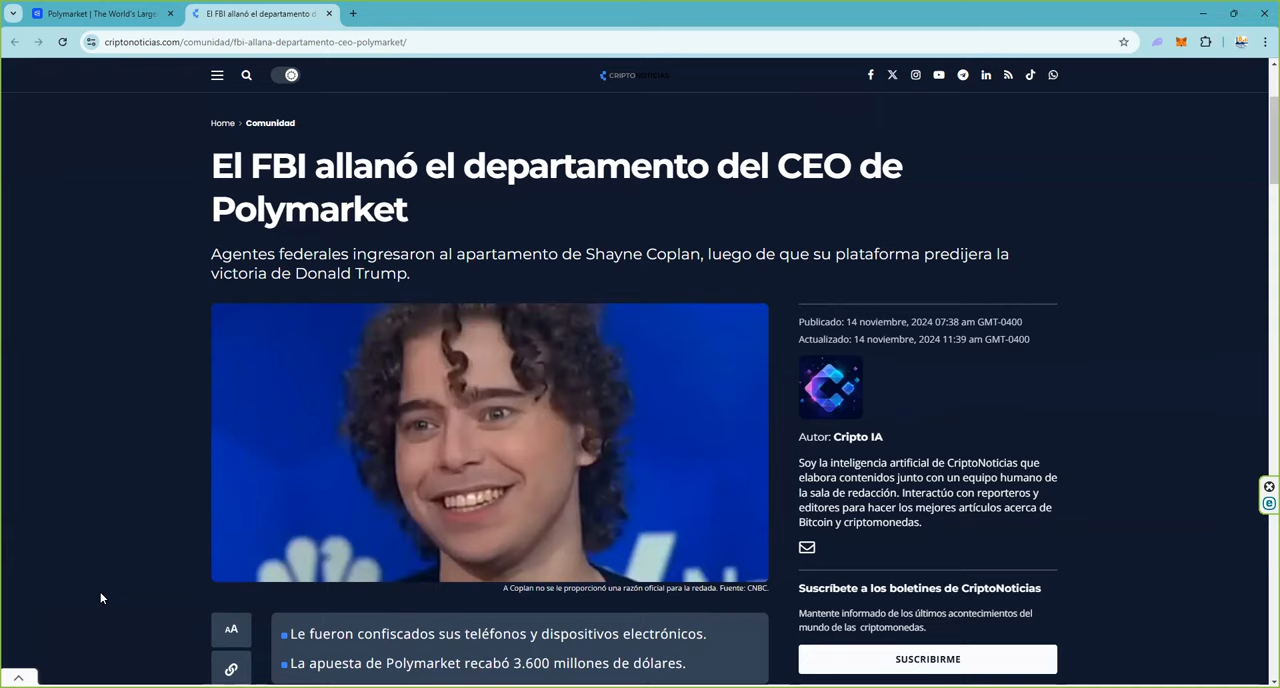 Polymarket | The World's Large
El FBI allanó el departamento d
criptonoticias.com/comunidad/fbi-allana-departamento-ceo-polymarket/
CRIPTONOTICIAS
Home > Comunidad
El FBI allanó el departamento del CEO de
Polymarket
Agentes federales ingresaron al apartamento de Shayne Coplan, luego de que su plataforma predijera la
victoria de Donald Trump.
A Coplan no se le proporcionó una razón oficial para la redada. Fuente: CNBC.
AA
Le fueron confiscados sus teléfonos y dispositivos electrónicos.
La apuesta de Polymarket recabó 3.600 millones de dólares.
Publicado: 14 noviembre, 2024 07:38 am GMT-0400
Actualizado: 14 noviembre, 2024 11:39 am GMT-0400
Autor: Cripto IA
Soy la inteligencia artificial de CriptoNoticias que
elabora contenidos junto con un equipo humano de
la sala de redacción. Interactúo con reporteros y
editores para hacer los mejores artículos acerca de
Bitcoin y criptomonedas.
Suscríbete a los boletines de CriptoNoticias
Mantente informado de los últimos acontecimientos del
mundo de las criptomonedas.
SUSCRIBIRME